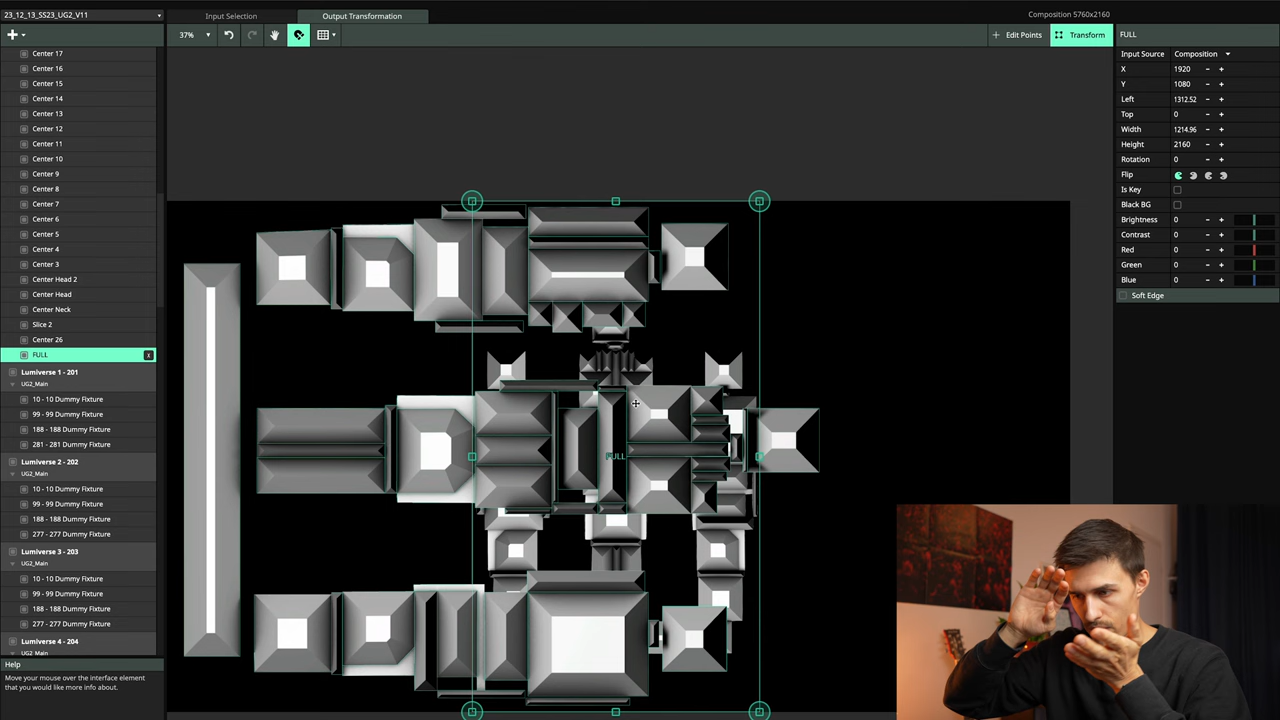 23_12_13_SS23_UG2_V11
Input Selection
Output Transformation
Composition 5760x2160
37%
Edit Points
Transform
FULL
Center 17
Center 16
Center 15
Center 14
Center 13
Center 12
Center 11
Center 10
Center 9
Center 8
Center 7
Center 6
Center 5
Center 4
Center 3
Center Head 2
Center Head
Center Neck
Slice 2
Center 26
FULL
x
Lumiverse 1 - 201
UG2_Main
10 - 10 Dummy Fixture
99 - 99 Dummy Fixture
188 - 188 Dummy Fixture
281 - 281 Dummy Fixture
Lumiverse 2 - 202
UG2_Main
10 - 10 Dummy Fixture
99 - 99 Dummy Fixture
188 - 188 Dummy Fixture
277 - 277 Dummy Fixture
Lumiverse 3 - 203
UG2_Main
10 - 10 Dummy Fixture
99 - 99 Dummy Fixture
188 - 188 Dummy Fixture
277 - 277 Dummy Fixture
Lumiverse 4 - 204
UG2_Main
Help
Move your mouse over the interface element
that you would like more info about.
FULL
Input Source Composition
X 1920 - +
Y 1080 - +
Left 1312.52 - +
Top 0 - +
Width 1214.96 - +
Height 2160 - +
Rotation 0 - +
Flip
Is Key
Black BG
Brightness 0 - +
Contrast 0 - +
Red 0 - +
Green 0 - +
Blue 0 - +
Soft Edge